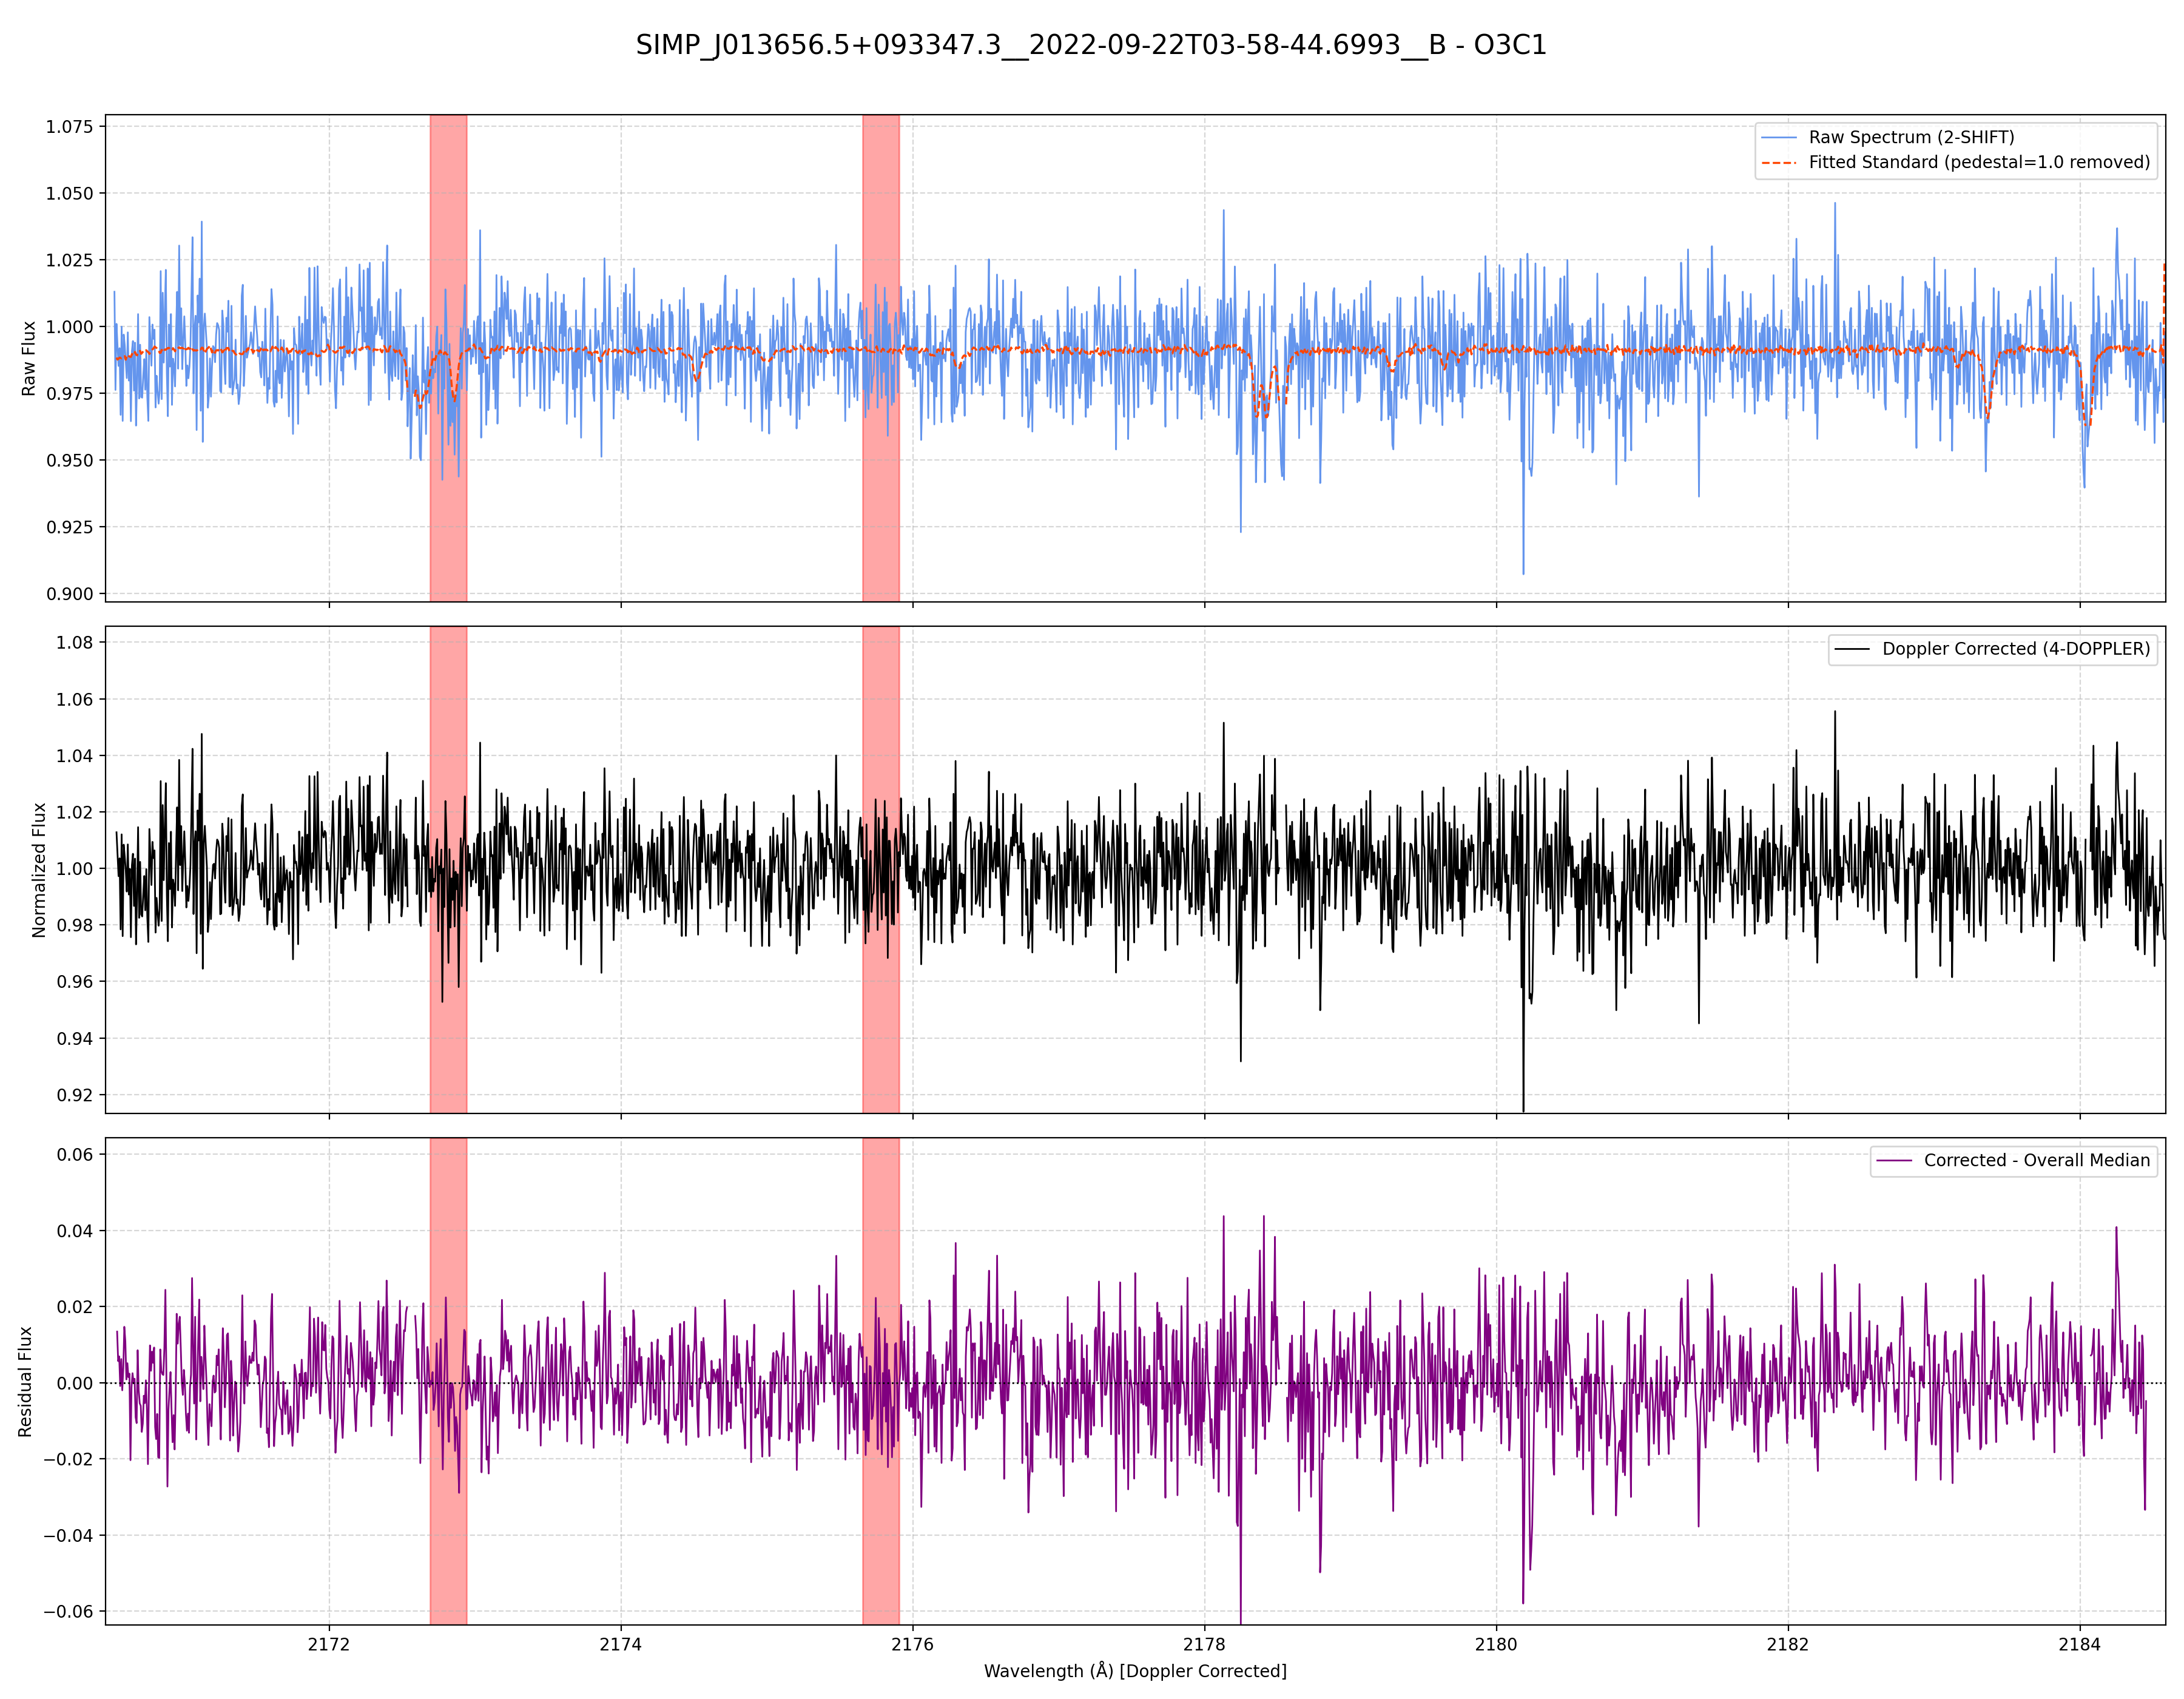 SIMP_J013656.5+093347.3__2022-09-22T03-58-44.6993__B - O3C1
Raw Flux
1.075
1.050
1.025
1.000
0.975
0.950
0.925
0.900
Raw Spectrum (2-SHIFT)
Fitted Standard (pedestal=1.0 removed)
Normalized Flux
1.08
1.06
1.04
1.02
1.00
0.98
0.96
0.94
0.92
Doppler Corrected (4-DOPPLER)
Residual Flux
0.06
0.04
0.02
0.00
−0.02
−0.04
−0.06
Corrected - Overall Median
2172 2174 2176 2178 2180 2182 2184
Wavelength (Å) [Doppler Corrected]